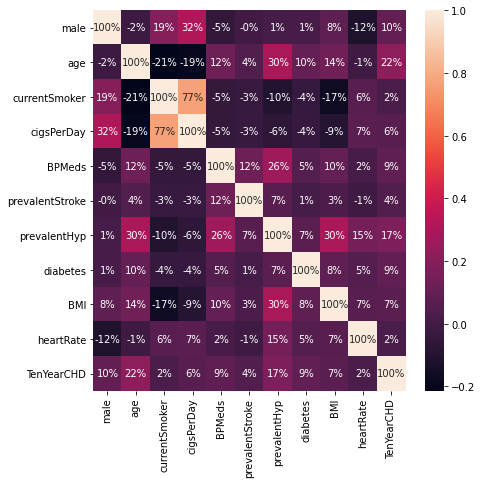 male 100% -2% 19% 32% -5% -0% 1% 1% 8% -12% 10%
age -2% 100% -21% -19% 12% 4% 30% 10% 14% -1% 22%
currentSmoker 19% -21% 100% 77% -5% -3% -10% -4% -17% 6% 2%
cigsPerDay 32% -19% 77% 100% -5% -3% -6% -4% -9% 7% 6%
BPMeds -5% 12% -5% -5% 100% 12% 26% 5% 10% 2% 9%
prevalentStroke -0% 4% -3% -3% 12% 100% 7% 1% 3% -1% 4%
prevalentHyp 1% 30% -10% -6% 26% 7% 100% 7% 30% 15% 17%
diabetes 1% 10% -4% -4% 5% 1% 7% 100% 8% 5% 9%
BMI 8% 14% -17% -9% 10% 3% 30% 8% 100% 7% 7%
heartRate -12% -1% 6% 7% 2% -1% 15% 5% 7% 100% 2%
TenYearCHD 10% 22% 2% 6% 9% 4% 17% 9% 7% 2% 100%
male
age
currentSmoker
cigsPerDay
BPMeds
prevalentStroke
prevalentHyp
diabetes
BMI
heartRate
TenYearCHD
1.0
0.8
0.6
0.4
0.2
0.0
-0.2